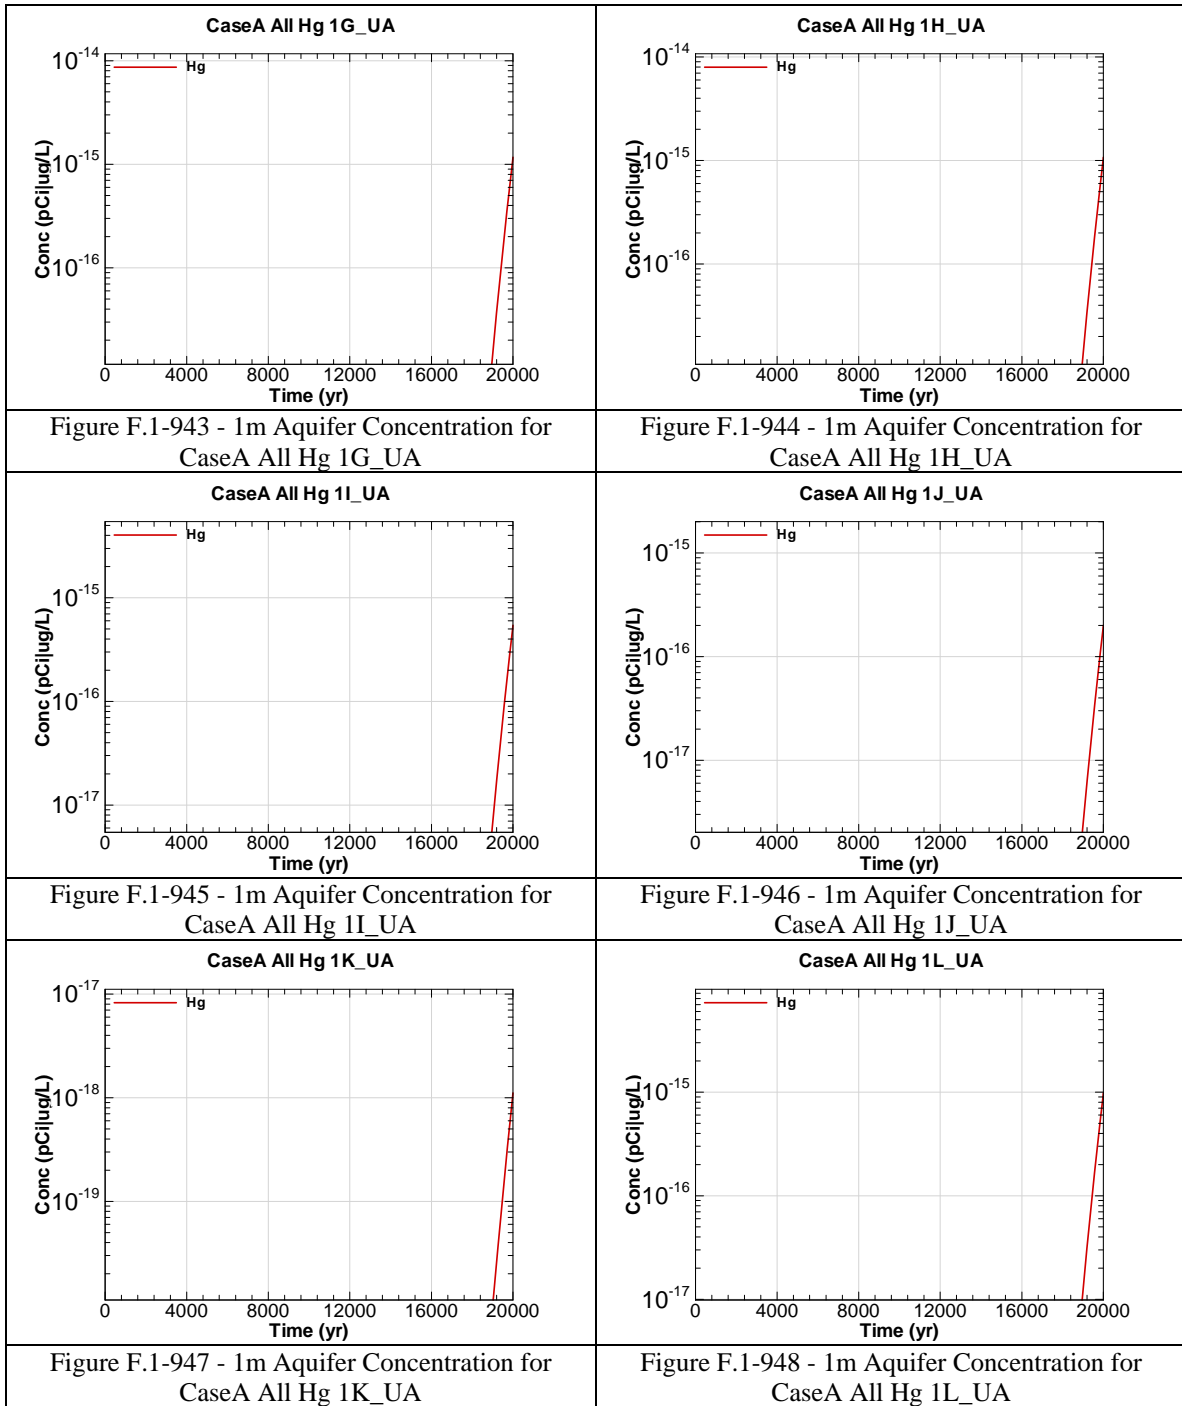 CaseA All Hg 1G_UA
Hg
10-14
10-15
10-16
Conc (pCi|ug/L)
0 4000 8000 12000 16000 20000
Time (yr)
Figure F.1-943 - 1m Aquifer Concentration for
CaseA All Hg 1G_UA
CaseA All Hg 1H_UA
Hg
10-14
10-15
10-16
Conc (pCi|ug/L)
0 4000 8000 12000 16000 20000
Time (yr)
Figure F.1-944 - 1m Aquifer Concentration for
CaseA All Hg 1H_UA
CaseA All Hg 1I_UA
Hg
10-15
10-16
10-17
Conc (pCi|ug/L)
0 4000 8000 12000 16000 20000
Time (yr)
Figure F.1-945 - 1m Aquifer Concentration for
CaseA All Hg 1I_UA
CaseA All Hg 1J_UA
Hg
10-15
10-16
10-17
Conc (pCi|ug/L)
0 4000 8000 12000 16000 20000
Time (yr)
Figure F.1-946 - 1m Aquifer Concentration for
CaseA All Hg 1J_UA
CaseA All Hg 1K_UA
Hg
10-17
10-18
10-19
Conc (pCi|ug/L)
0 4000 8000 12000 16000 20000
Time (yr)
Figure F.1-947 - 1m Aquifer Concentration for
CaseA All Hg 1K_UA
CaseA All Hg 1L_UA
Hg
10-15
10-16
10-17
Conc (pCi|ug/L)
0 4000 8000 12000 16000 20000
Time (yr)
Figure F.1-948 - 1m Aquifer Concentration for
CaseA All Hg 1L_UA